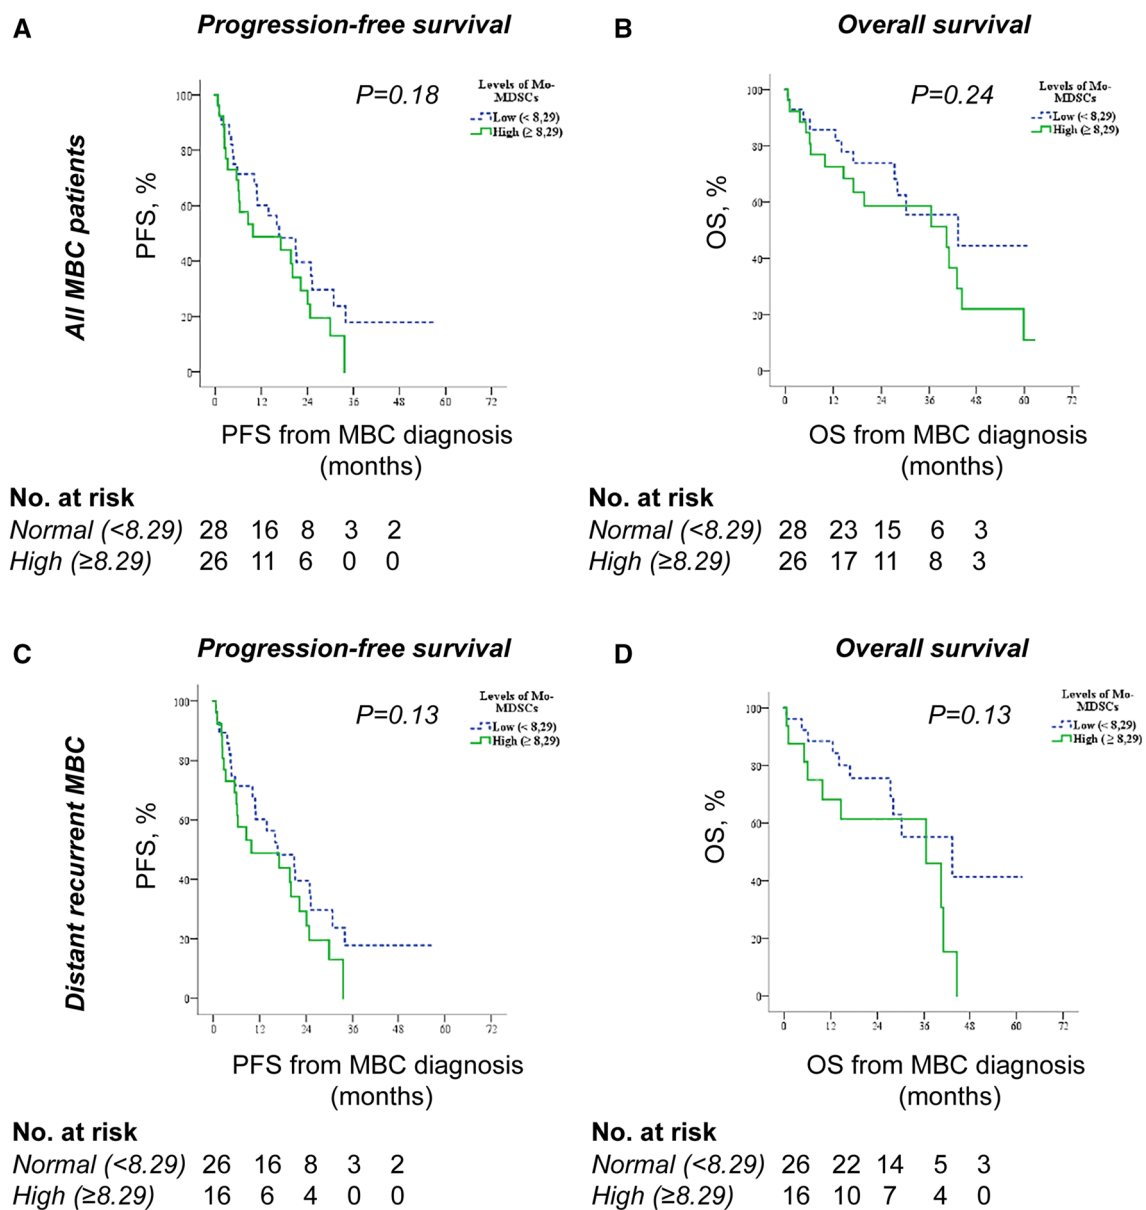 A
Progression-free survival
B
Overall survival
All MBC patients
PFS, %
P=0.18
Levels of Mo-
MDSCs
Low (< 8,29)
High (≥ 8,29)
100
80
60
40
20
0
0 12 24 36 48 60 72
PFS from MBC diagnosis
(months)
OS, %
P=0.24
Levels of Mo-
MDSCs
Low (< 8,29)
High (≥ 8,29)
100
80
60
40
20
0
0 12 24 36 48 60 72
OS from MBC diagnosis
(months)
No. at risk
Normal (<8.29) 28 16 8 3 2
High (≥8.29) 26 11 6 0 0
No. at risk
Normal (<8.29) 28 23 15 6 3
High (≥8.29) 26 17 11 8 3
C
Progression-free survival
D
Overall survival
Distant recurrent MBC
PFS, %
P=0.13
Levels of Mo-
MDSCs
Low (< 8,29)
High (≥ 8,29)
100
80
60
40
20
0
0 12 24 36 48 60 72
PFS from MBC diagnosis
(months)
OS, %
P=0.13
Levels of Mo-
MDSCs
Low (< 8,29)
High (≥ 8,29)
100
80
60
40
20
0
0 12 24 36 48 60 72
OS from MBC diagnosis
(months)
No. at risk
Normal (<8.29) 26 16 8 3 2
High (≥8.29) 16 6 4 0 0
No. at risk
Normal (<8.29) 26 22 14 5 3
High (≥8.29) 16 10 7 4 0